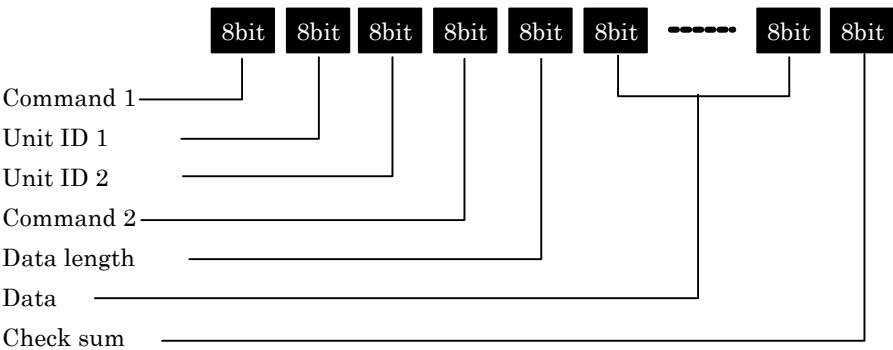 8bit 8bit 8bit 8bit 8bit 8bit 8bit 8bit
Command 1
Unit ID 1
Unit ID 2
Command 2
Data length
Data
Check sum